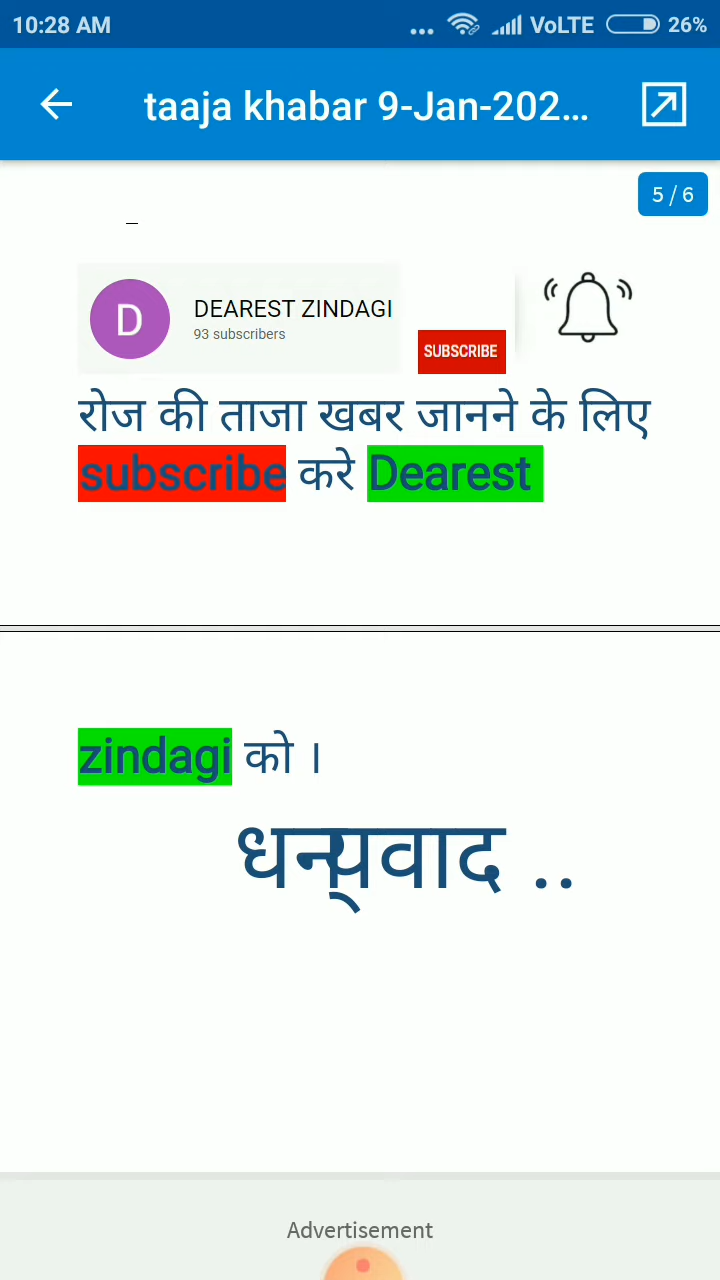 10:28 AM ... VoLTE 26%
taaja khabar 9-Jan-202...
5 / 6
_
D
DEAREST ZINDAGI
93 subscribers
SUBSCRIBE
रोज की ताजा खबर जानने के लिए
subscribe करे Dearest
zindagi को ।
धन्यवाद ..
Advertisement